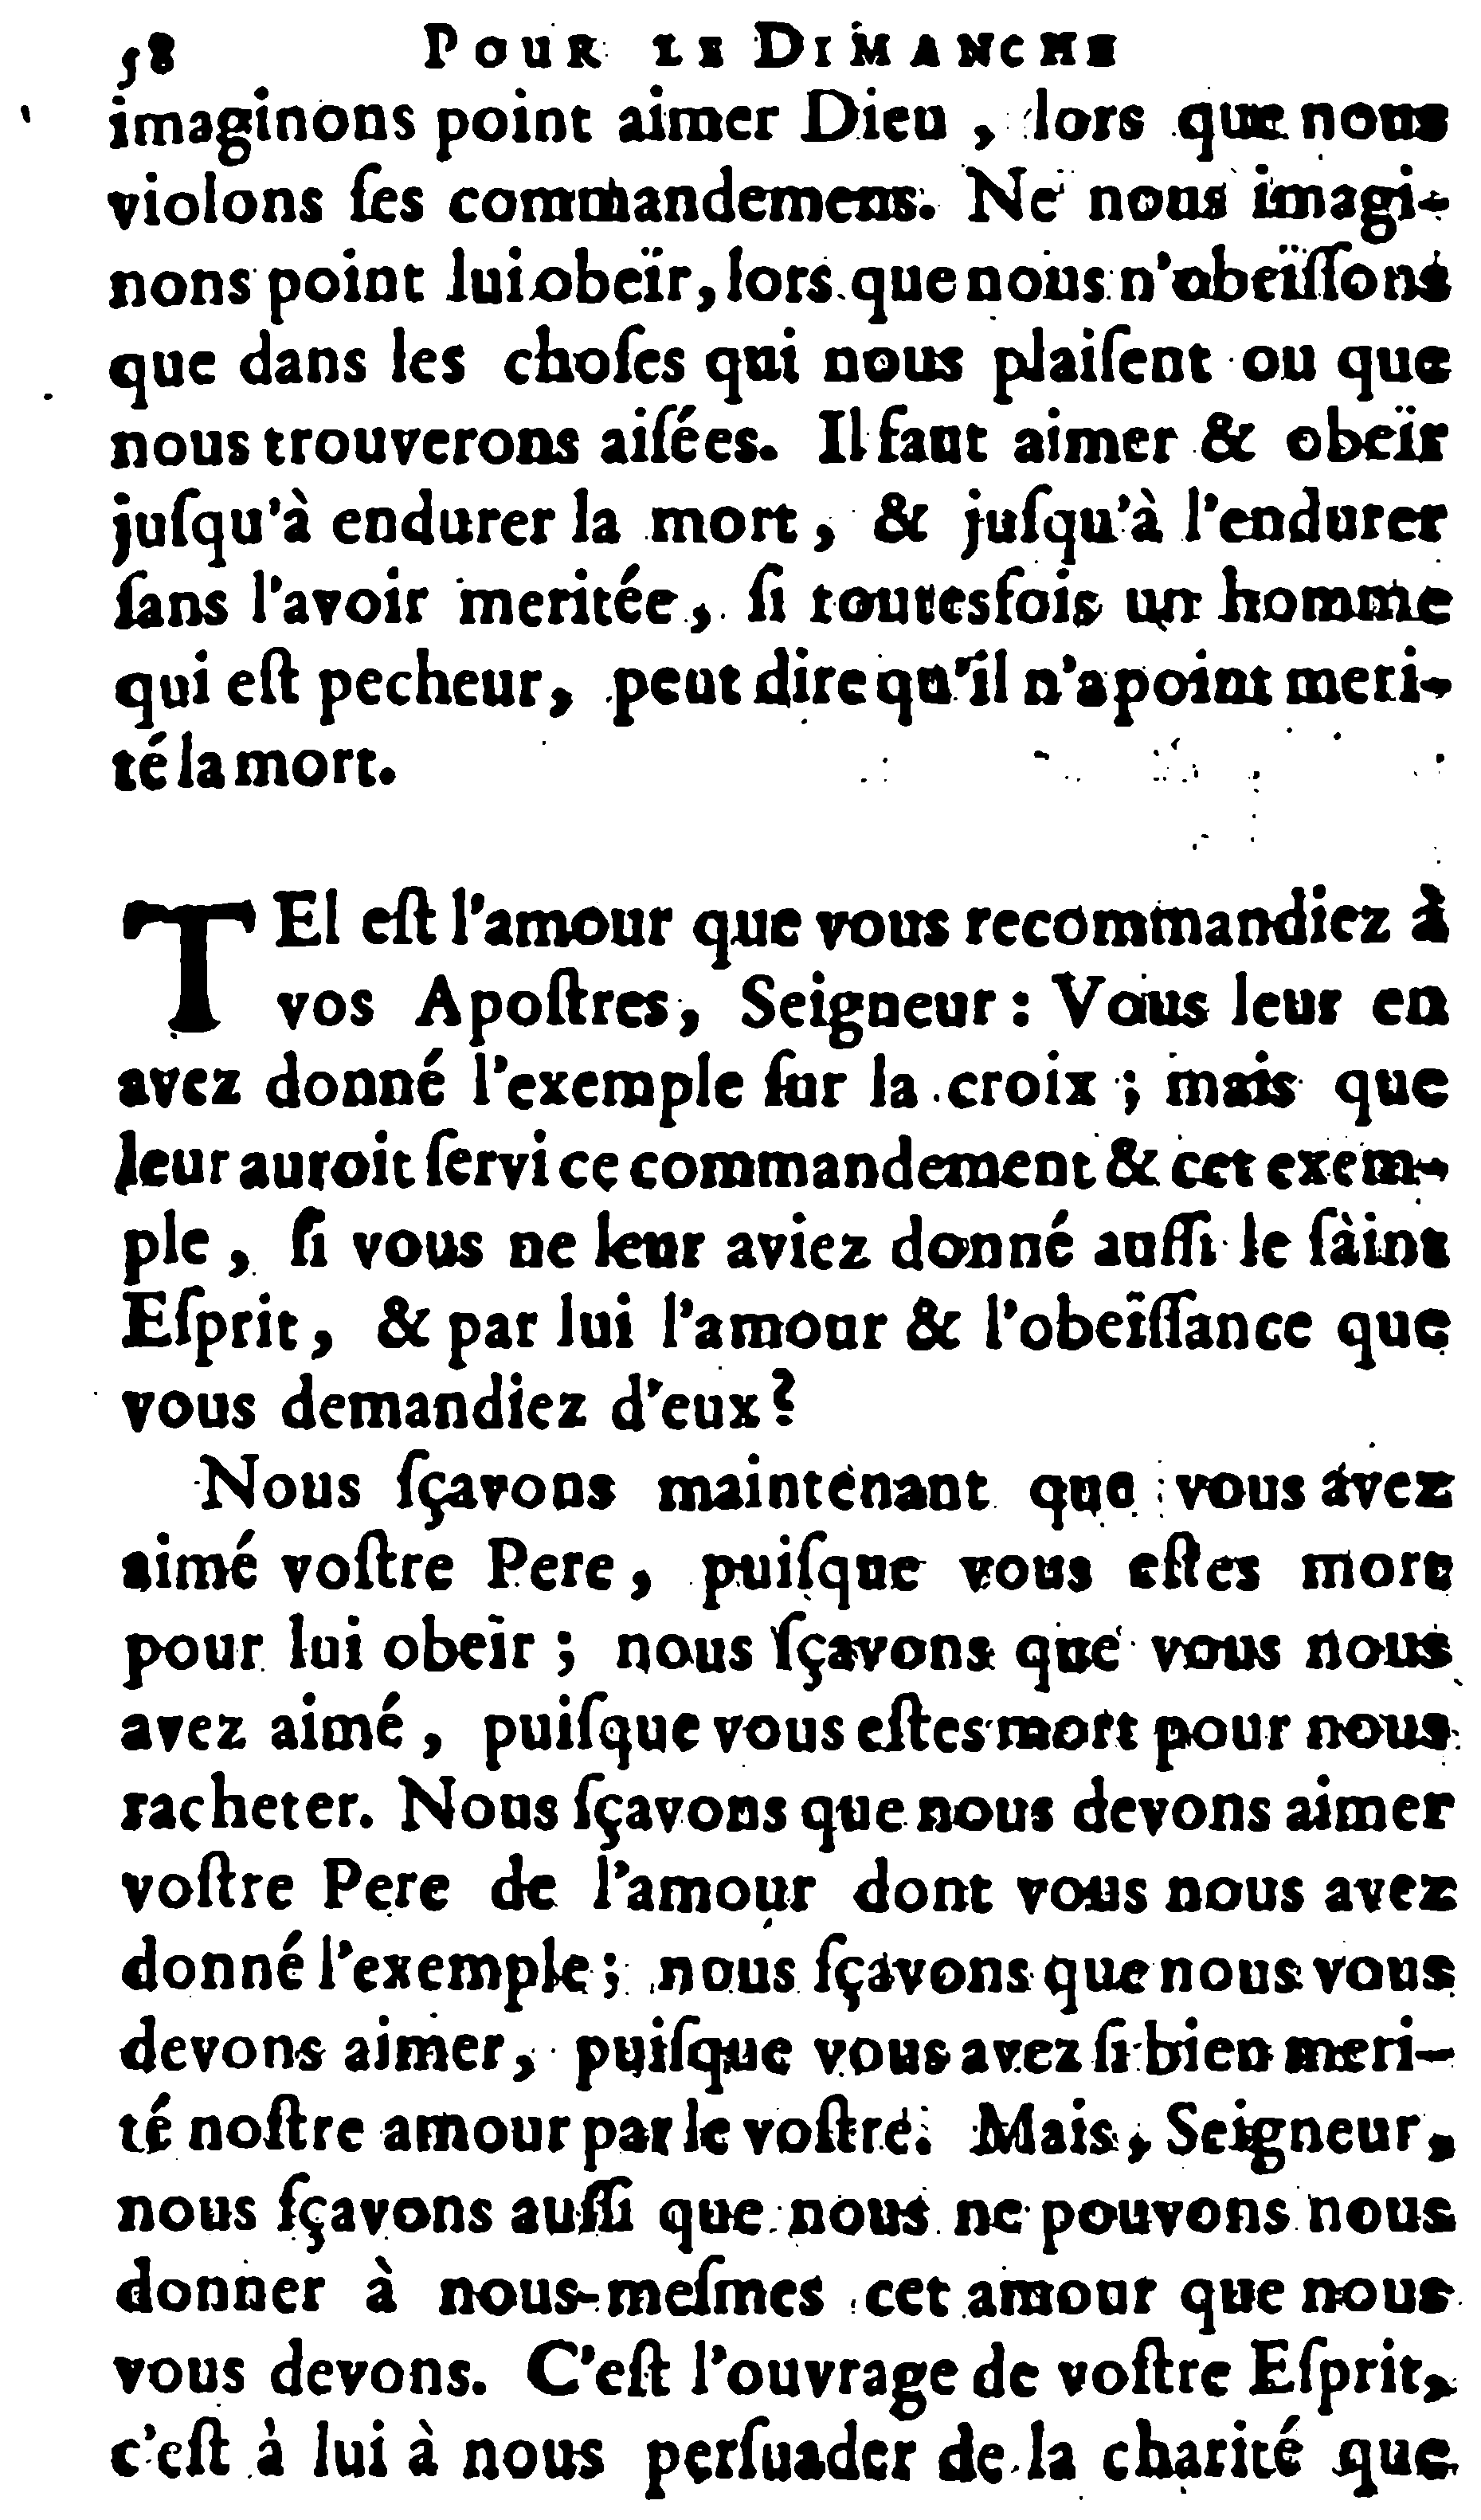 58 POUR LE DIMANCHE
imaginons point aimer Dieu , lors que nous
violons ſes commandemens. Ne nous imagi-
nons point lui obeïr, lors que nous n'obeïſſons
que dans les choſes qui nous plaiſent ou que
nous trouverons aiſées. Il faut aimer & obeïr
juſqu'à endurer la mort, & juſqu'à l'endurer
ſans l'avoir meritée, ſi toutesfois un homme
qui eſt pecheur, peut dire qu'il n'a point meri-
té la mort.
TEl eſt l'amour que vous recommandiez à
vos Apoſtres, Seigneur : Vous leur en
avez donné l'exemple ſur la croix ; mais que
leur auroit ſervi ce commandement & cet exem-
ple, ſi vous ne leur aviez donné auſſi le ſaint
Eſprit, & par lui l'amour & l'obeïſſance que
vous demandiez d'eux?
Nous ſçavons maintenant que vous avez
aimé voſtre Pere, puiſque vous eſtes mort
pour lui obeïr ; nous ſçavons que vous nous
avez aimé, puiſque vous eſtes mort pour nous
racheter. Nous ſçavons que nous devons aimer
voſtre Pere de l'amour dont vous nous avez
donné l'exemple ; nous ſçavons que nous vous
devons aimer, puiſque vous avez ſi bien meri-
té noſtre amour par le voſtre. Mais, Seigneur,
nous ſçavons auſſi que nous ne pouvons nous
donner à nous-meſmes cet amour que nous
vous devons. C'eſt l'ouvrage de voſtre Eſprit,
c'eſt à lui à nous perſuader de la charité que